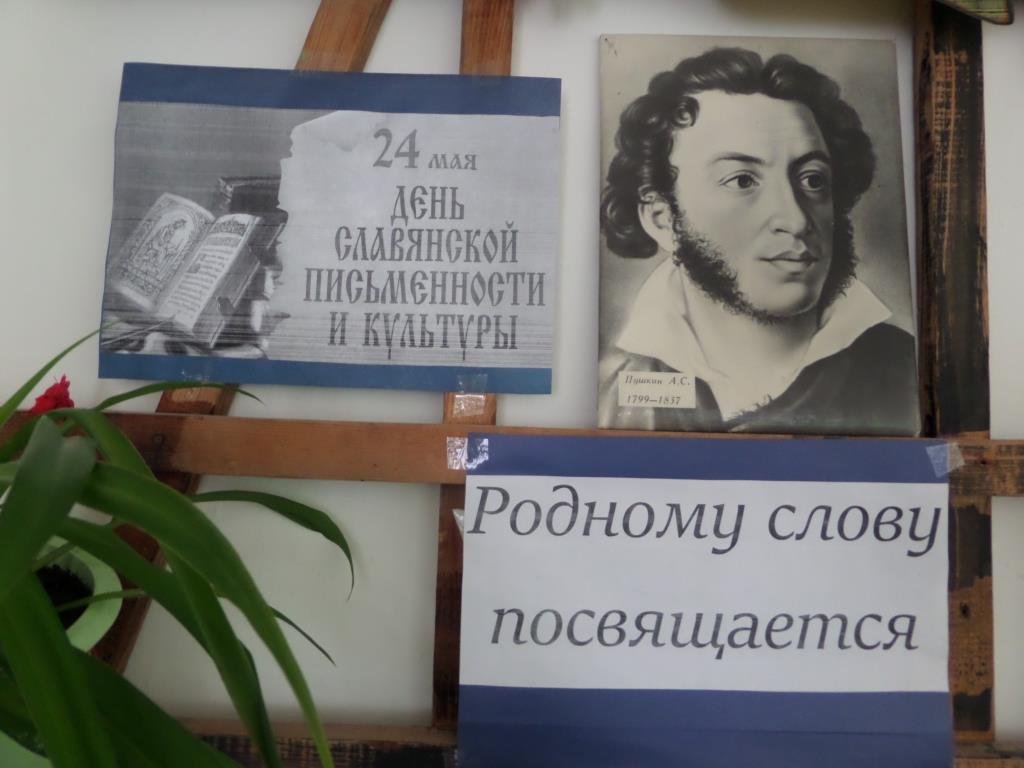 24 мая
ДЕНЬ
СЛАВЯНСКОЙ
ПИСЬМЕННОСТИ
И КУЛЬТУРЫ
Пушкин А.С.
1799—1837
Родному слову
посвящается